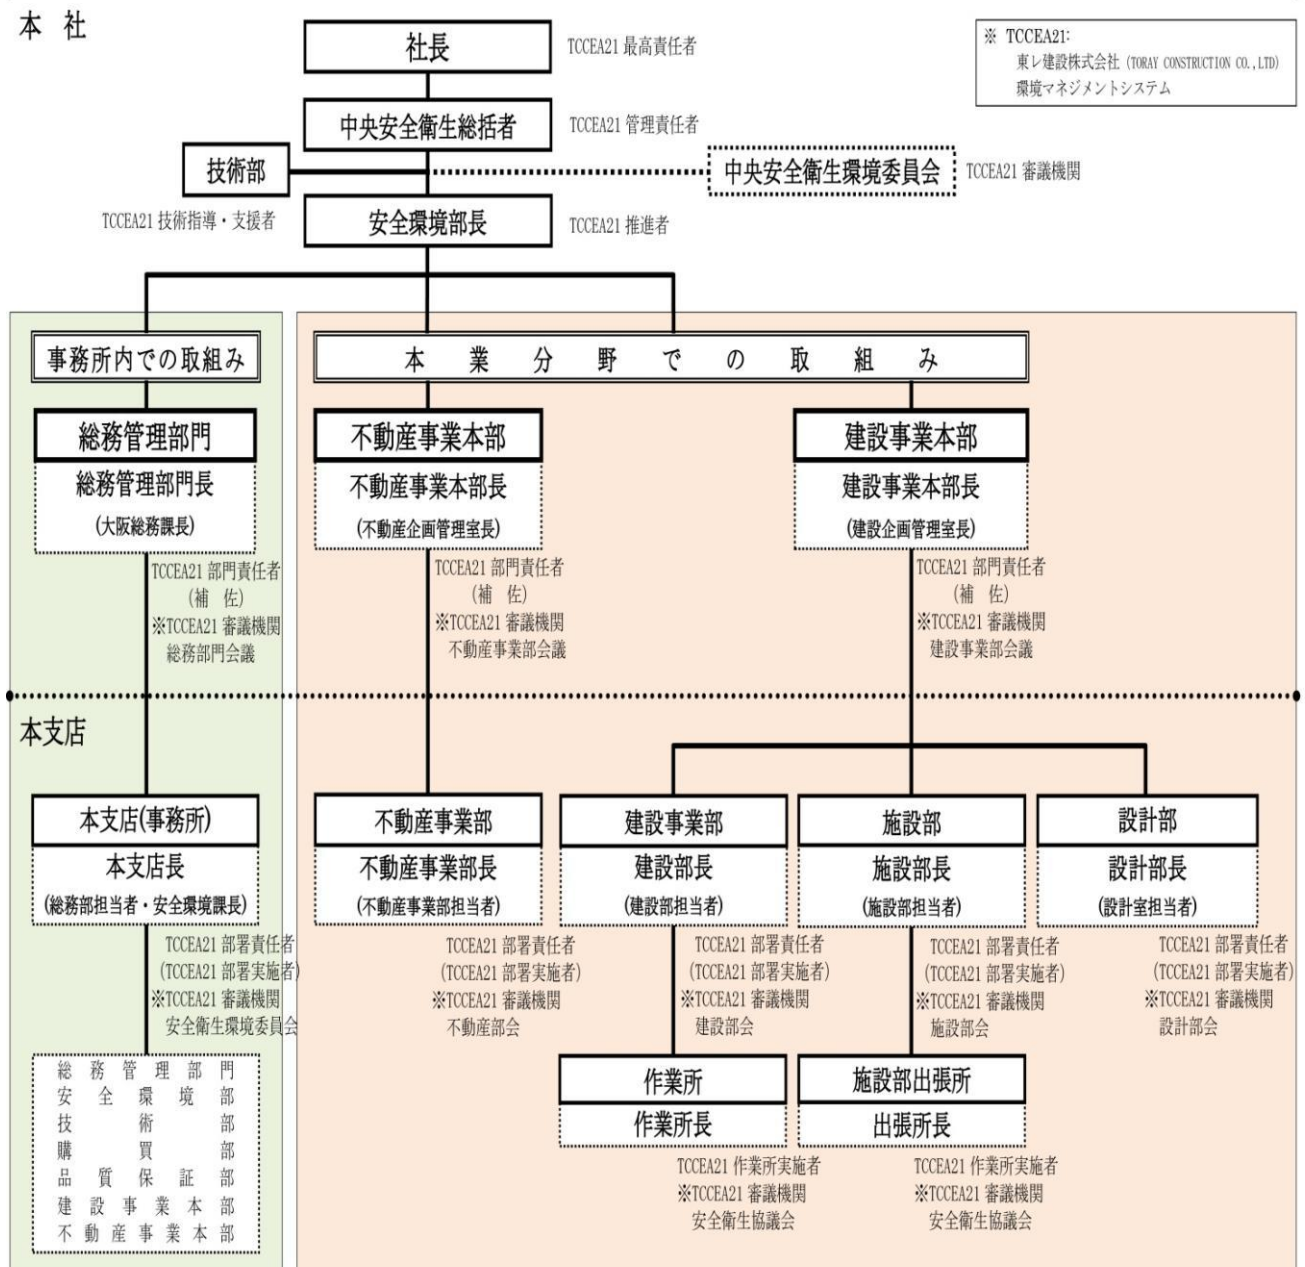 本 社
社長
TCCEA21 最高責任者
※ TCCEA21:
東レ建設株式会社 (TORAY CONSTRUCTION CO.,LTD)
環境マネジメントシステム
中央安全衛生総括者
TCCEA21 管理責任者
技術部
TCCEA21 技術指導・支援者
中央安全衛生環境委員会
TCCEA21 審議機関
安全環境部長
TCCEA21 推進者
事務所内での取組み
本 業 分 野 で の 取 組 み
総務管理部門
総務管理部門長
(大阪総務課長)
TCCEA21 部門責任者
(補 佐)
※TCCEA21 審議機関
総務部門会議
不動産事業本部
不動産事業本部長
(不動産企画管理室長)
TCCEA21 部門責任者
(補 佐)
※TCCEA21 審議機関
不動産事業部会議
建設事業本部
建設事業本部長
(建設企画管理室長)
TCCEA21 部門責任者
(補 佐)
※TCCEA21 審議機関
建設事業部会議
本支店
本支店(事務所)
本支店長
(総務部担当者・安全環境課長)
TCCEA21 部署責任者
(TCCEA21 部署実施者)
※TCCEA21 審議機関
安全衛生環境委員会
総 務 管 理 部 門
安 全 環 境 部
技 術 部
購 買 部
品 質 保 証 部
建 設 事 業 本 部
不 動 産 事 業 本 部
不動産事業部
不動産事業部長
(不動産事業部担当者)
TCCEA21 部署責任者
(TCCEA21 部署実施者)
※TCCEA21 審議機関
不動産部会
建設事業部
建設部長
(建設部担当者)
TCCEA21 部署責任者
(TCCEA21 部署実施者)
※TCCEA21 審議機関
建設部会
作業所
作業所長
TCCEA21 作業所実施者
※TCCEA21 審議機関
安全衛生協議会
施設部
施設部長
(施設部担当者)
TCCEA21 部署責任者
(TCCEA21 部署実施者)
※TCCEA21 審議機関
施設部会
施設部出張所
出張所長
TCCEA21 作業所実施者
※TCCEA21 審議機関
安全衛生協議会
設計部
設計部長
(設計室担当者)
TCCEA21 部署責任者
(TCCEA21 部署実施者)
※TCCEA21 審議機関
設計部会